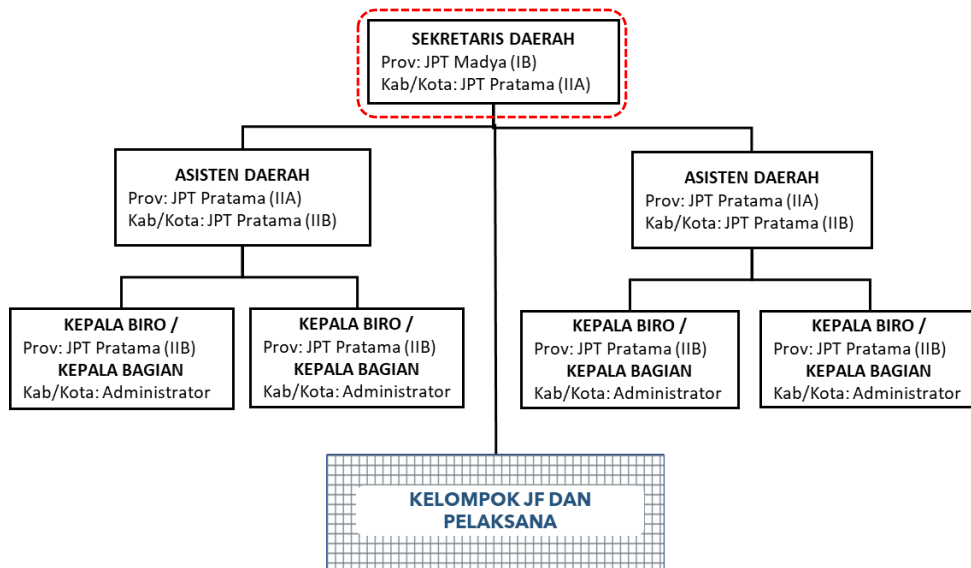 SEKRETARIS DAERAH
Prov: JPT Madya (IB)
Kab/Kota: JPT Pratama (IIA)
ASISTEN DAERAH
Prov: JPT Pratama (IIA)
Kab/Kota: JPT Pratama (IIB)
ASISTEN DAERAH
Prov: JPT Pratama (IIA)
Kab/Kota: JPT Pratama (IIB)
KEPALA BIRO /
Prov: JPT Pratama (IIB)
KEPALA BAGIAN
Kab/Kota: Administrator
KEPALA BIRO /
Prov: JPT Pratama (IIB)
KEPALA BAGIAN
Kab/Kota: Administrator
KEPALA BIRO /
Prov: JPT Pratama (IIB)
KEPALA BAGIAN
Kab/Kota: Administrator
KEPALA BIRO /
Prov: JPT Pratama (IIB)
KEPALA BAGIAN
Kab/Kota: Administrator
KELOMPOK JF DAN
PELAKSANA